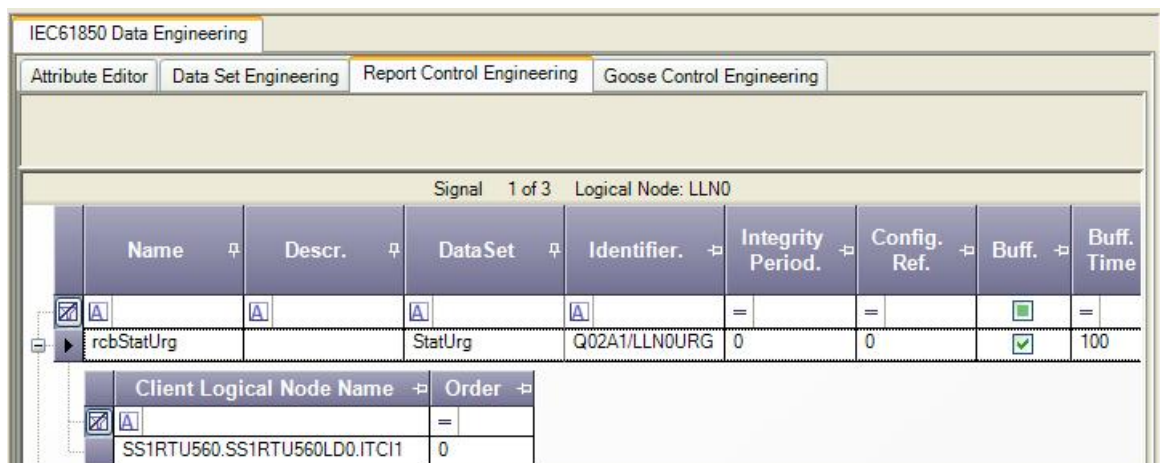 IEC61850 Data Engineering
Attribute Editor Data Set Engineering Report Control Engineering Goose Control Engineering
Signal 1 of 3 Logical Node: LLN0
Name Descr. DataSet Identifier. Integrity Period. Config. Ref. Buff. Buff. Time
A A A A = = =
rcbStatUrg StatUrg Q02A1/LLN0URG 0 0 100
Client Logical Node Name Order
A =
SS1RTU560.SS1RTU560LD0.ITCI1 0